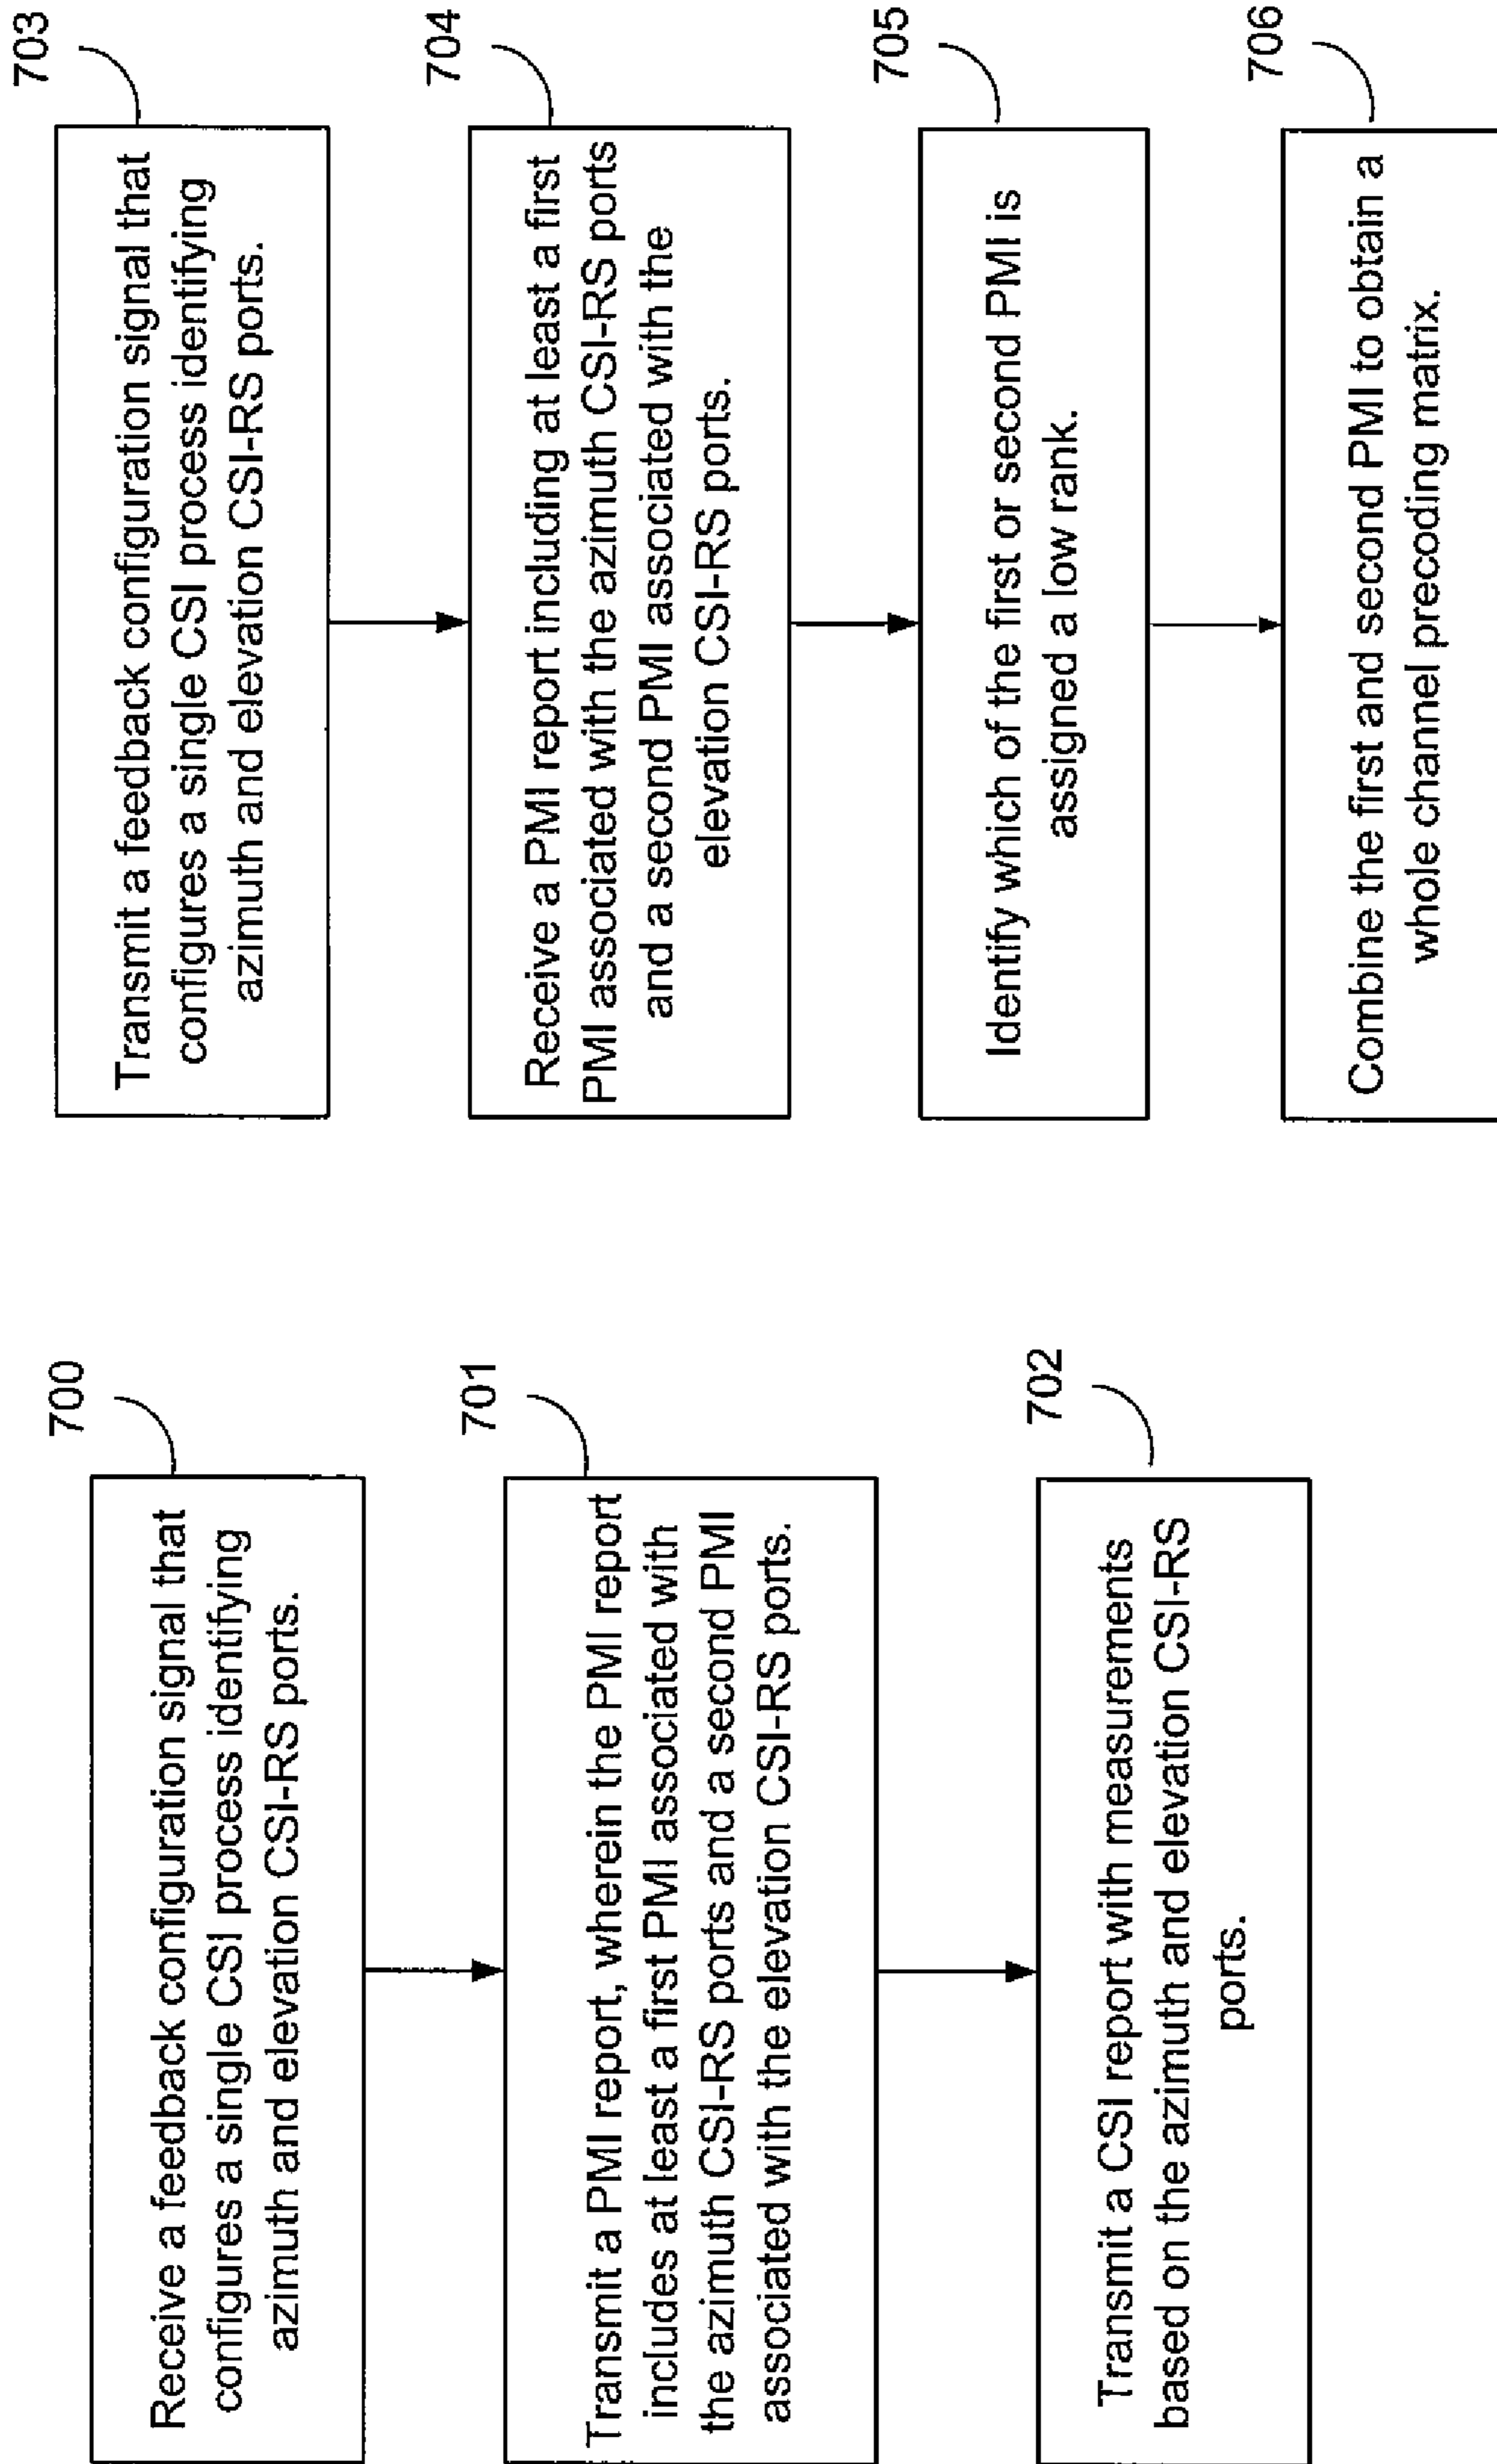 700
Receive a feedback configuration signal that
configures a single CSI process identifying
azimuth and elevation CSI-RS ports.
701
Transmit a PMI report, wherein the PMI report
includes at least a first PMI associated with
the azimuth CSI-RS ports and a second PMI
associated with the elevation CSI-RS ports.
702
Transmit a CSI report with measurements
based on the azimuth and elevation CSI-RS
ports.
703
Transmit a feedback configuration signal that
configures a single CSI process identifying
azimuth and elevation CSI-RS ports.
704
Receive a PMI report including at least a first
PMI associated with the azimuth CSI-RS ports
and a second PMI associated with the
elevation CSI-RS ports.
705
Identify which of the first or second PMI is
assigned a low rank.
706
Combine the first and second PMI to obtain a
whole channel precoding matrix.